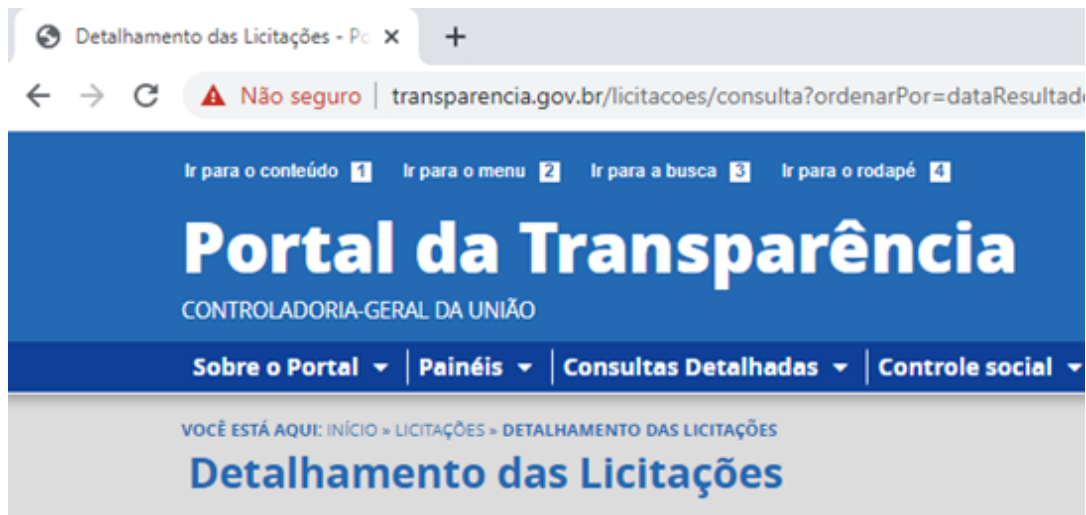 Detalhamento das Licitações - Po
Não seguro | transparencia.gov.br/licitacoes/consulta?ordenarPor=dataResultado
Ir para o conteúdo 1 Ir para o menu 2 Ir para a busca 3 Ir para o rodapé 4
Portal da Transparência
CONTROLADORIA-GERAL DA UNIÃO
Sobre o Portal Painéis Consultas Detalhadas Controle social
VOCÊ ESTÁ AQUI: INÍCIO » LICITAÇÕES » DETALHAMENTO DAS LICITAÇÕES
Detalhamento das Licitações